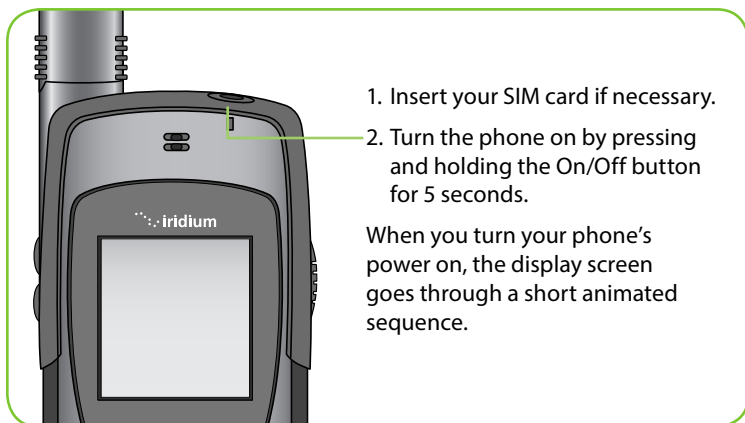 1. Insert your SIM card if necessary.
2. Turn the phone on by pressing
and holding the On/Off button
for 5 seconds.
When you turn your phone's
power on, the display screen
goes through a short animated
sequence.
iridium